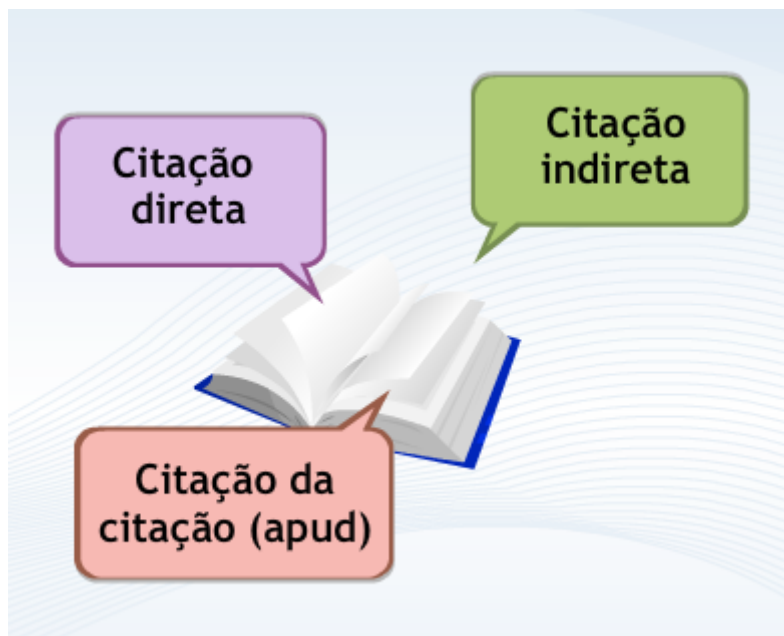 Citação
direta
Citação
indireta
Citação da
citação (apud)